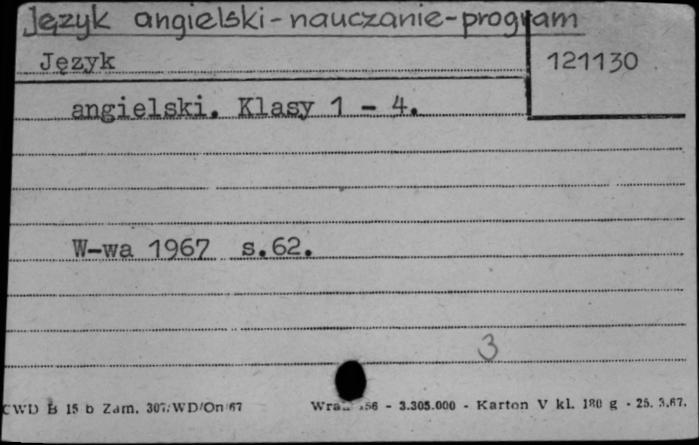 Język angielski-nauczanie-program
Język 121130
angielski. Klasy 1 - 4.
W-wa 1967 s.62.
3
CWD B 15 b Zam. 307/WD/On/67 - 3.305.000 - Karton V kl. 180 g - 25. 3.67.